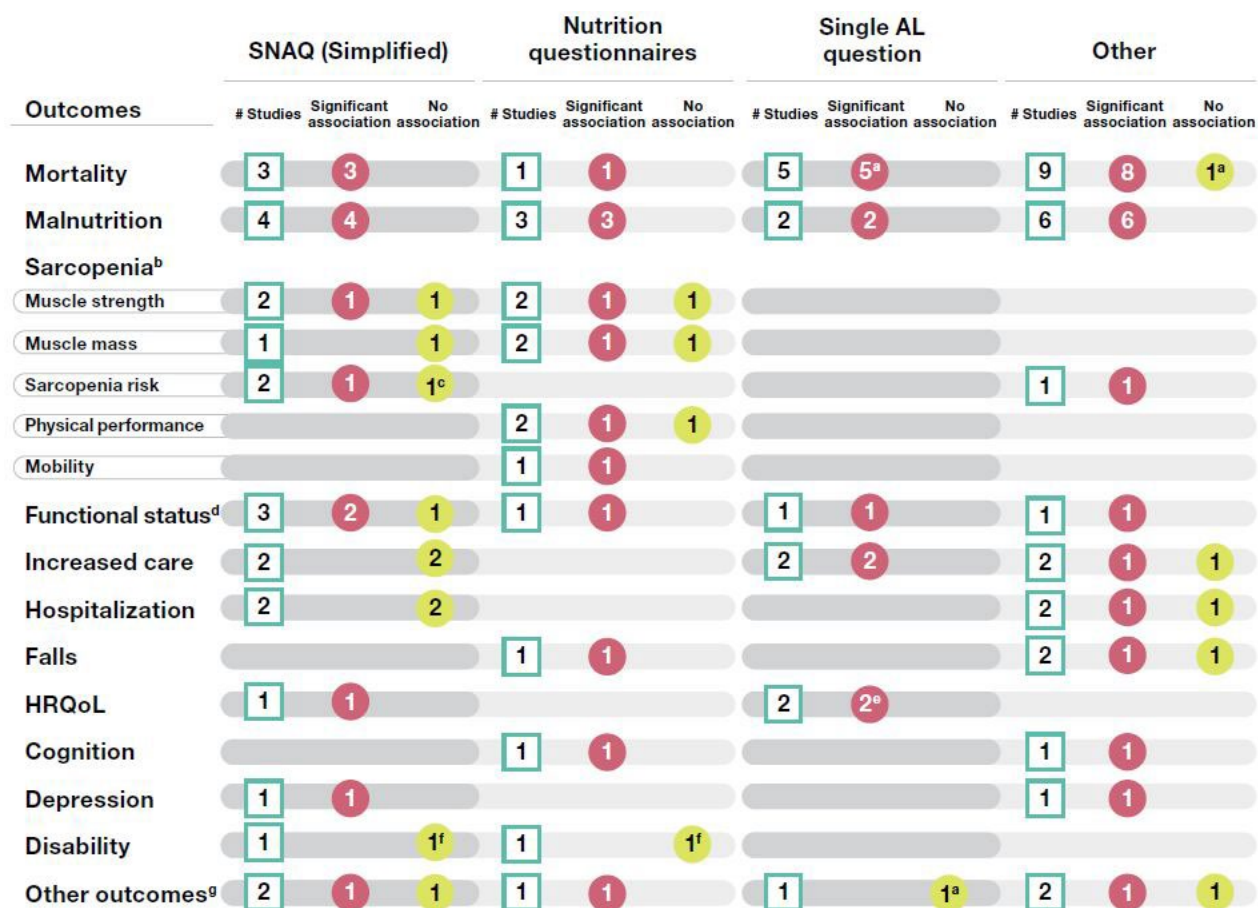 SNAQ (Simplified) Nutrition questionnaires Single AL question Other
Outcomes # Studies Significant association No association # Studies Significant association No association # Studies Significant association No association # Studies Significant association No association
Mortality 3 3 1 1 5 5ᵃ 9 8 1ᵃ
Malnutrition 4 4 3 3 2 2 6 6
Sarcopeniaᵇ
Muscle strength 2 1 1 2 1 1
Muscle mass 1 1 2 1 1
Sarcopenia risk 2 1 1ᶜ 1 1
Physical performance 2 1 1
Mobility 1 1
Functional statusᵈ 3 2 1 1 1 1 1 1 1
Increased care 2 2 2 2 2 1 1
Hospitalization 2 2 2 1 1
Falls 1 1 2 1 1
HRQoL 1 1 2 2ᵉ
Cognition 1 1 1 1
Depression 1 1 1 1
Disability 1 1ᶠ 1 1ᶠ
Other outcomesᵍ 2 1 1 1 1 1 1ᵃ 2 1 1